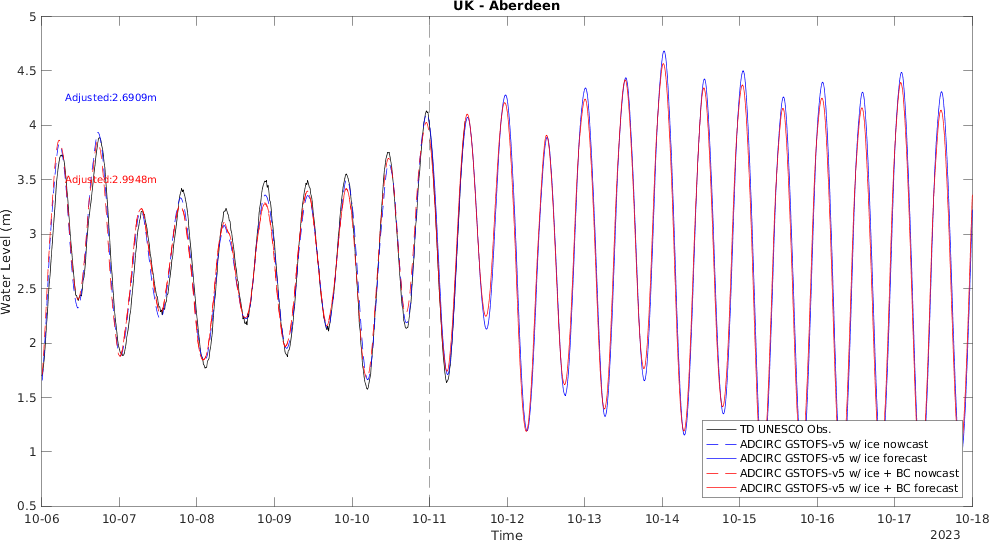 UK - Aberdeen
Water Level (m)
5
4.5
4
3.5
3
2.5
2
1.5
1
0.5
Adjusted:2.6909m
Adjusted:2.9948m
TD UNESCO Obs.
ADCIRC GSTOFS-v5 w/ ice nowcast
ADCIRC GSTOFS-v5 w/ ice forecast
ADCIRC GSTOFS-v5 w/ ice + BC nowcast
ADCIRC GSTOFS-v5 w/ ice + BC forecast
10-06 10-07 10-08 10-09 10-10 10-11 10-12 10-13 10-14 10-15 10-16 10-17 10-18
Time
2023